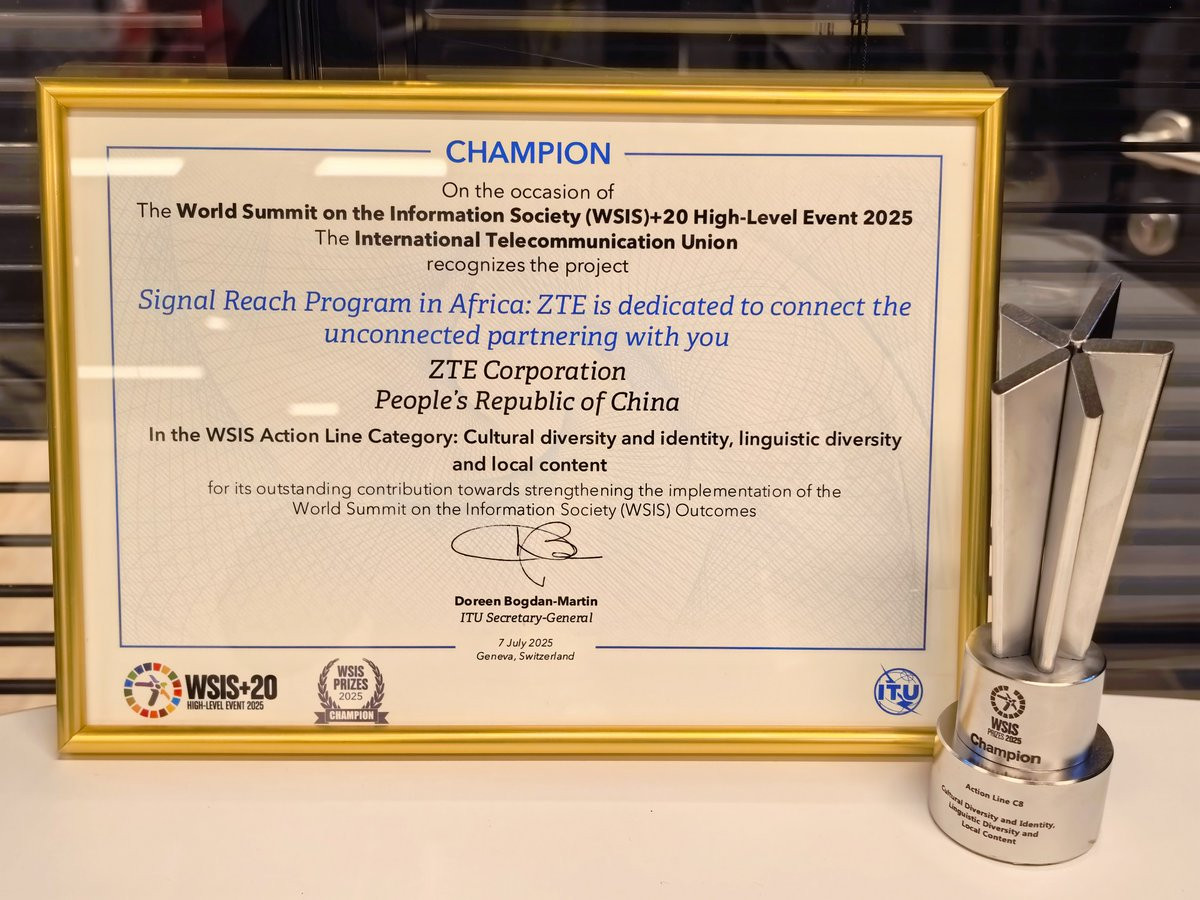 CHAMPION
On the occasion of
The World Summit on the Information Society (WSIS)+20 High-Level Event 2025
The International Telecommunication Union
recognizes the project
Signal Reach Program in Africa: ZTE is dedicated to connect the
unconnected partnering with you
ZTE Corporation
People's Republic of China
In the WSIS Action Line Category: Cultural diversity and identity, linguistic diversity
and local content
for its outstanding contribution towards strengthening the implementation of the
World Summit on the Information Society (WSIS) Outcomes
Doreen Bogdan-Martin
ITU Secretary-General
7 July 2025
Geneva, Switzerland
WSIS+20
HIGH-LEVEL EVENT 2025
WSIS
PRIZES
2025
CHAMPION
ITU
WSIS
PRIZES 2025
Champion
Action Line C8
Cultural Diversity and Identity,
Linguistic Diversity and
Local Content